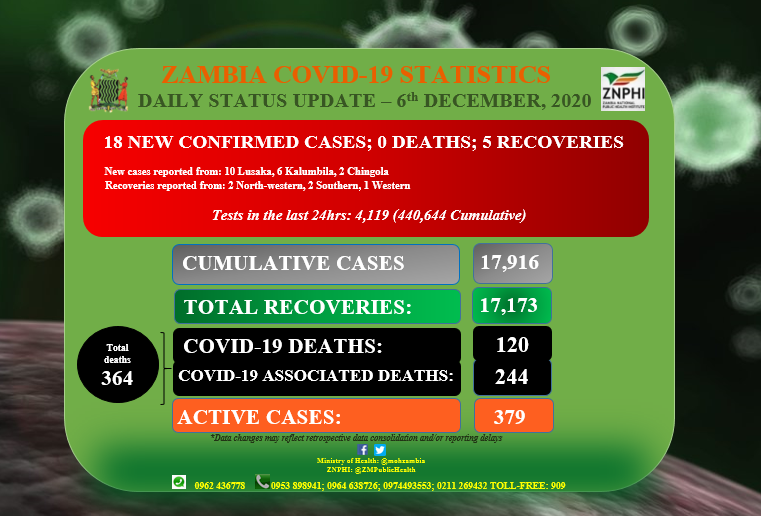 ZAMBIA COVID-19 STATISTICS
DAILY STATUS UPDATE – 6th DECEMBER, 2020
ZNPHI
ZAMBIA NATIONAL
PUBLIC HEALTH INSTITUTE
18 NEW CONFIRMED CASES; 0 DEATHS; 5 RECOVERIES
New cases reported from: 10 Lusaka, 6 Kalumbila, 2 Chingola
Recoveries reported from: 2 North-western, 2 Southern, 1 Western
Tests in the last 24hrs: 4,119 (440,644 Cumulative)
CUMULATIVE CASES 17,916
TOTAL RECOVERIES: 17,173
Total
deaths
364
COVID-19 DEATHS: 120
COVID-19 ASSOCIATED DEATHS: 244
ACTIVE CASES: 379
*Data changes may reflect retrospective data consolidation and/or reporting delays
Ministry of Health: @mohzambia
ZNPHI: @ZMPublicHealth
0962 436778 0953 898941; 0964 638726; 0974493553; 0211 269432 TOLL-FREE: 909